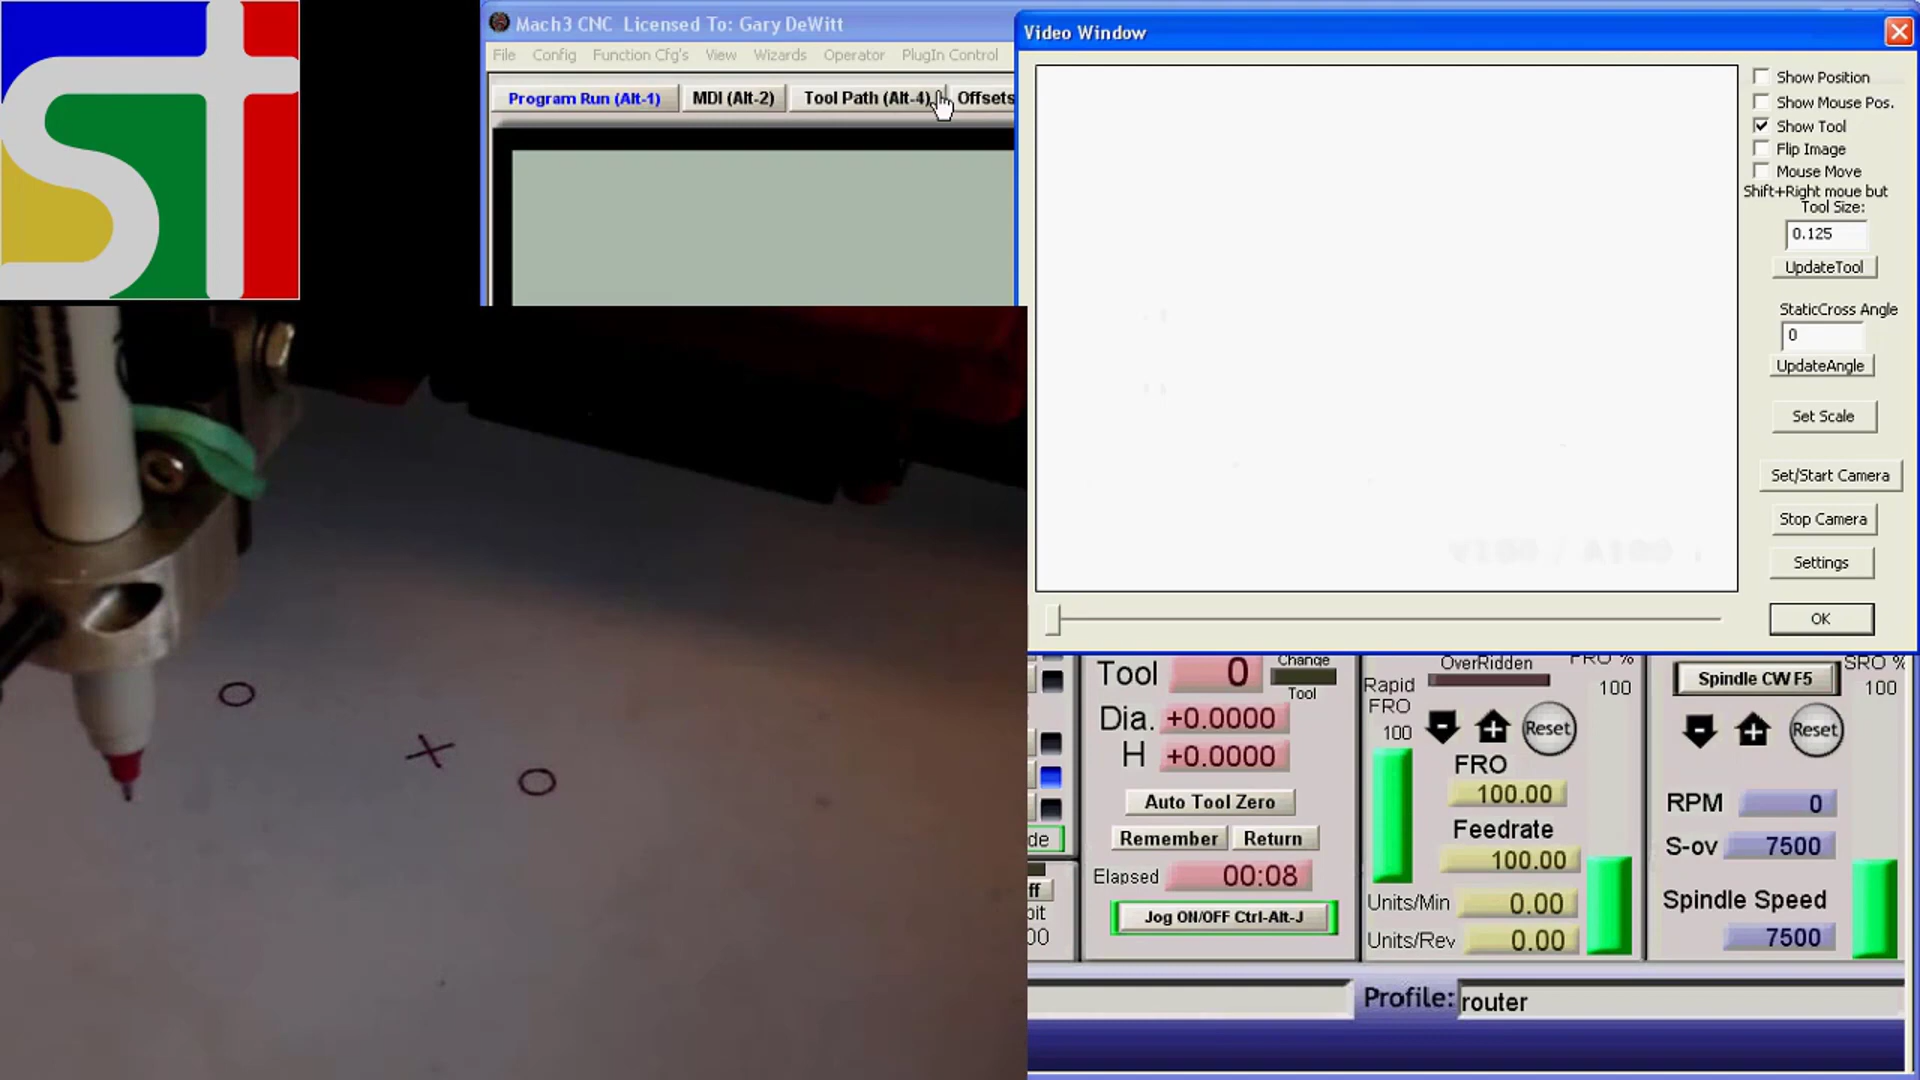 Mach3 CNC Licensed To: Gary DeWitt
File Config Function Cfg's View Wizards Operator PlugIn Control
Program Run (Alt-1) MDI (Alt-2) Tool Path (Alt-4) Offsets
Video Window
Show Position
Show Mouse Pos.
Show Tool
Flip Image
Mouse Move
Shift+Right moue but
Tool Size:
0.125
UpdateTool
StaticCross Angle
0
UpdateAngle
Set Scale
Set/Start Camera
Stop Camera
Settings
OK
Tool 0 Change
Tool
Dia. +0.0000
H +0.0000
Auto Tool Zero
Remember Return
Elapsed 00:08
Jog ON/OFF Ctrl-Alt-J
OverRidden FRO %
100
Rapid
FRO
100
Reset
FRO
100.00
Feedrate
100.00
Units/Min 0.00
Units/Rev 0.00
Spindle CW F5 SRO %
100
Reset
RPM 0
S-ov 7500
Spindle Speed
7500
Profile: router